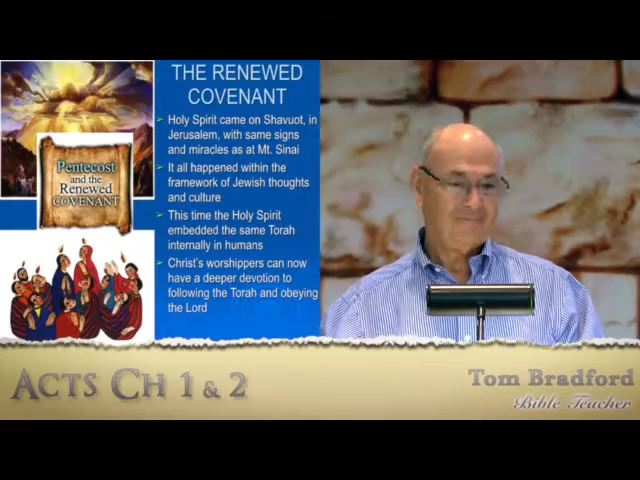 THE RENEWED
COVENANT
Holy Spirit came on Shavuot, in
Jerusalem, with same signs
and miracles as at Mt. Sinai
It all happened within the
framework of Jewish thoughts
and culture
This time the Holy Spirit
embedded the same Torah
internally in humans
Christ's worshippers can now
have a deeper devotion to
following the Torah and obeying
the Lord
Pentecost
and the
Renewed
COVENANT
ACTS CH 1 & 2
Tom Bradford
Bible Teacher